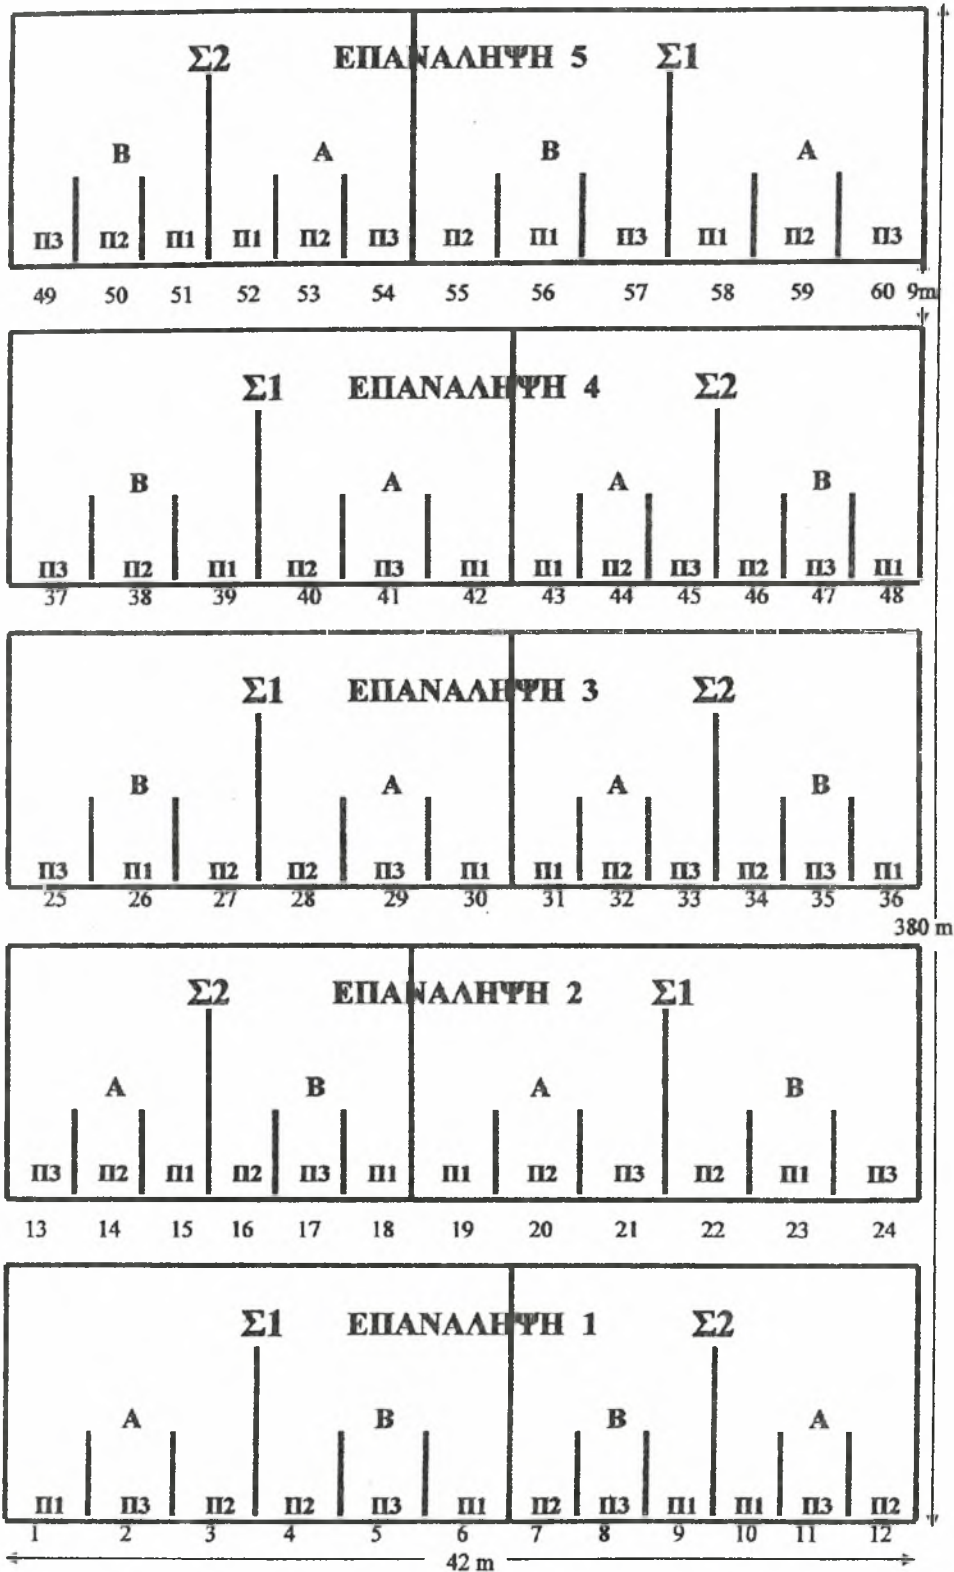 Σ2 ΕΠΑΝΑΛΗΨΗ 5 Σ1
Β Α Β Α
Π3 Π2 Π1 Π1 Π2 Π3 Π2 Π1 Π3 Π1 Π2 Π3
49 50 51 52 53 54 55 56 57 58 59 60 9m
Σ1 ΕΠΑΝΑΛΗΨΗ 4 Σ2
Β Α Α Β
Π3 Π2 Π1 Π2 Π3 Π1 Π1 Π2 Π3 Π2 Π3 Π1
37 38 39 40 41 42 43 44 45 46 47 48
Σ1 ΕΠΑΝΑΛΗΨΗ 3 Σ2
Β Α Α Β
Π3 Π1 Π2 Π2 Π3 Π1 Π1 Π2 Π3 Π2 Π3 Π1
25 26 27 28 29 30 31 32 33 34 35 36
380 m
Σ2 ΕΠΑΝΑΛΗΨΗ 2 Σ1
Α Β Α Β
Π3 Π2 Π1 Π2 Π3 Π1 Π1 Π2 Π3 Π2 Π1 Π3
13 14 15 16 17 18 19 20 21 22 23 24
Σ1 ΕΠΑΝΑΛΗΨΗ 1 Σ2
Α Β Β Α
Π1 Π3 Π2 Π2 Π3 Π1 Π2 Π3 Π1 Π1 Π3 Π2
1 2 3 4 5 6 7 8 9 10 11 12
42 m